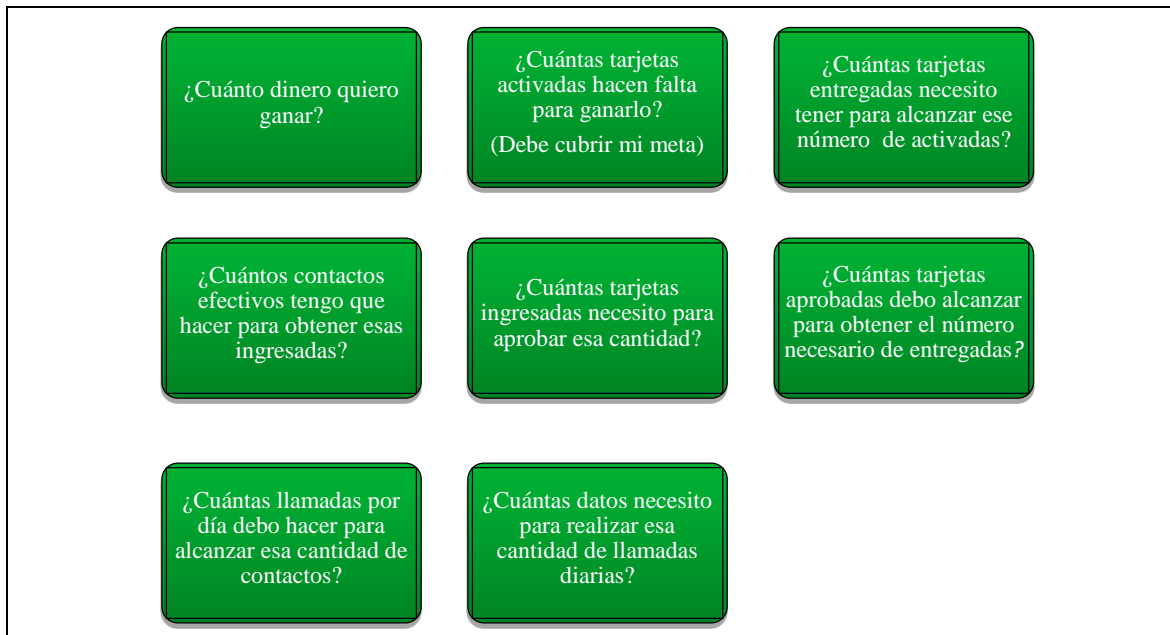 ¿Cuánto dinero quiero
ganar?
¿Cuántas tarjetas
activadas hacen falta
para ganarlo?
(Debe cubrir mi meta)
¿Cuántas tarjetas
entregadas necesito
tener para alcanzar ese
número de activadas?
¿Cuántos contactos
efectivos tengo que
hacer para obtener esas
ingresadas?
¿Cuántas tarjetas
ingresadas necesito para
aprobar esa cantidad?
¿Cuántas tarjetas
aprobadas debo alcanzar
para obtener el número
necesario de entregadas?
¿Cuántas llamadas por
día debo hacer para
alcanzar esa cantidad de
contactos?
¿Cuántas datos necesito
para realizar esa
cantidad de llamadas
diarias?